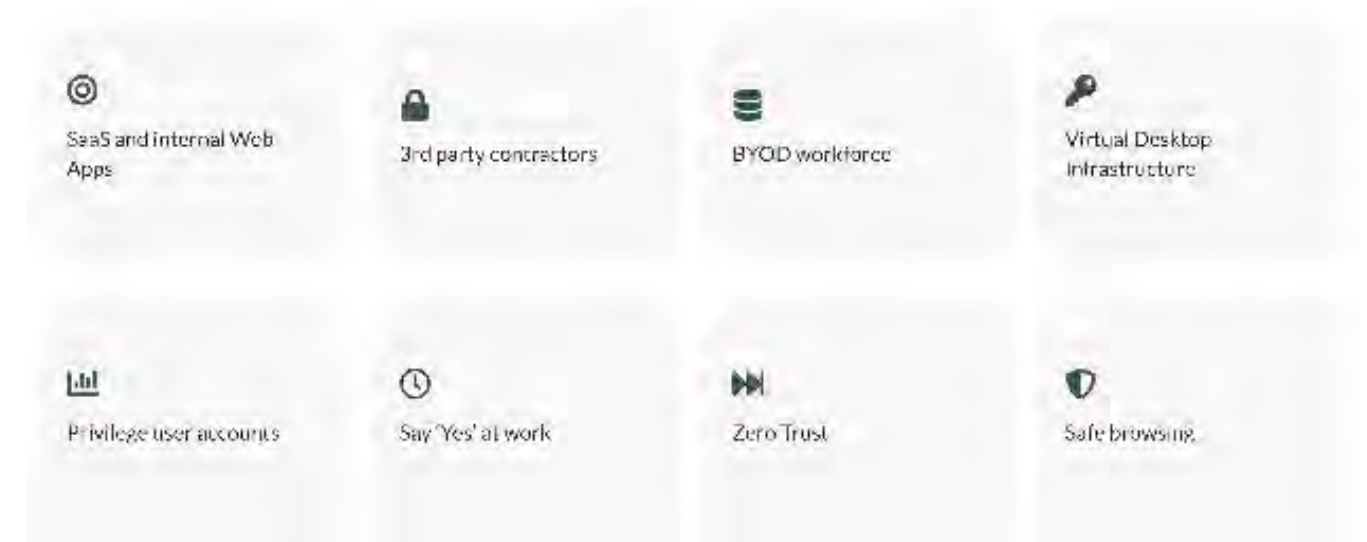 SaaS and internal Web
Apps
3rd party contractors
BYOD workforce
Virtual Desktop
Infrastructure
Privilege user accounts
Say 'Yes' at work
Zero Trust
Safe browsing